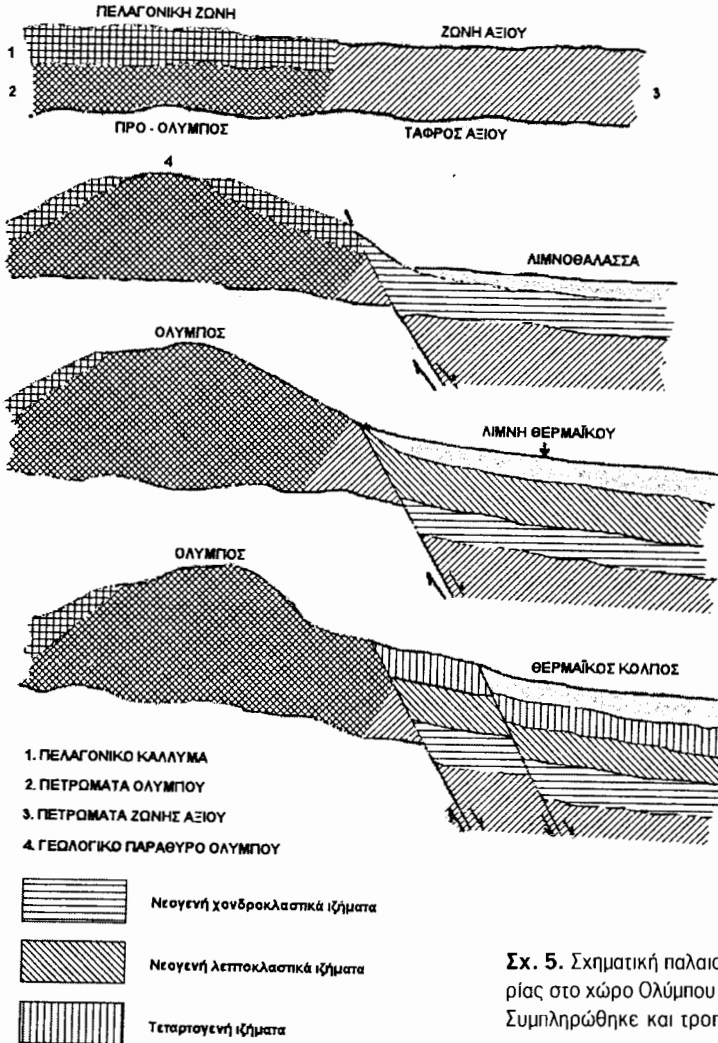 ΠΕΛΑΓΟΝΙΚΗ ΖΩΝΗ
ΖΩΝΗ ΑΞΙΟΥ
1
2
3
ΠΡΟ - ΟΛΥΜΠΟΣ
ΤΑΦΡΟΣ ΑΞΙΟΥ
4
ΛΙΜΝΟΘΑΛΑΣΣΑ
ΟΛΥΜΠΟΣ
ΛΙΜΝΗ ΘΕΡΜΑΪΚΟΥ
ΟΛΥΜΠΟΣ
ΘΕΡΜΑΪΚΟΣ ΚΟΛΠΟΣ
1. ΠΕΛΑΓΟΝΙΚΟ ΚΑΛΛΥΜΑ
2. ΠΕΤΡΩΜΑΤΑ ΟΛΥΜΠΟΥ
3. ΠΕΤΡΩΜΑΤΑ ΖΩΝΗΣ ΑΞΙΟΥ
4. ΓΕΩΛΟΓΙΚΟ ΠΑΡΑΘΥΡΟ ΟΛΥΜΠΟΥ
Νεογενή χονδροκλαστικά ιζήματα
Νεογενή λεπτοκλαστικά ιζήματα
Τεταρτογενή ιζήματα
Σχ. 5. Σχηματική παλαιο
ρίας στο χώρο Ολύμπου
Συμπληρώθηκε και τροπ